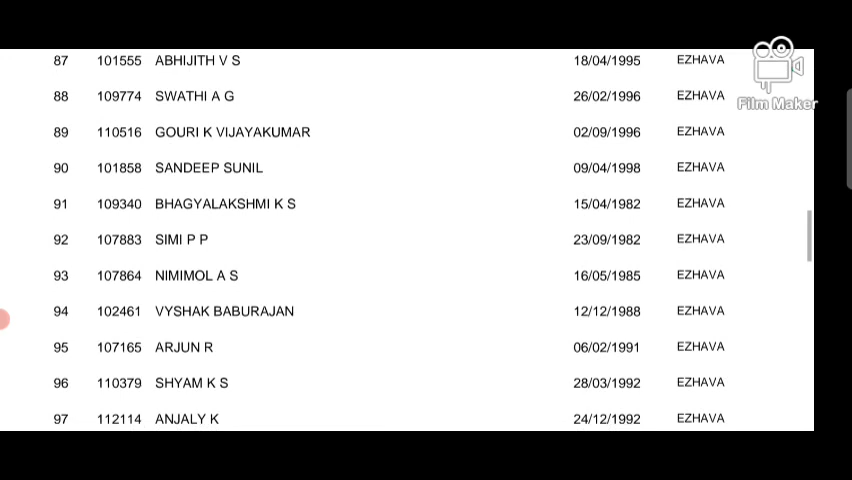 87 101555 ABHIJITH V S 18/04/1995 EZHAVA
88 109774 SWATHI A G 26/02/1996 EZHAVA
89 110516 GOURI K VIJAYAKUMAR 02/09/1996 EZHAVA
90 101858 SANDEEP SUNIL 09/04/1998 EZHAVA
91 109340 BHAGYALAKSHMI K S 15/04/1982 EZHAVA
92 107883 SIMI P P 23/09/1982 EZHAVA
93 107864 NIMIMOL A S 16/05/1985 EZHAVA
94 102461 VYSHAK BABURAJAN 12/12/1988 EZHAVA
95 107165 ARJUN R 06/02/1991 EZHAVA
96 110379 SHYAM K S 28/03/1992 EZHAVA
97 112114 ANJALY K 24/12/1992 EZHAVA
Film Maker